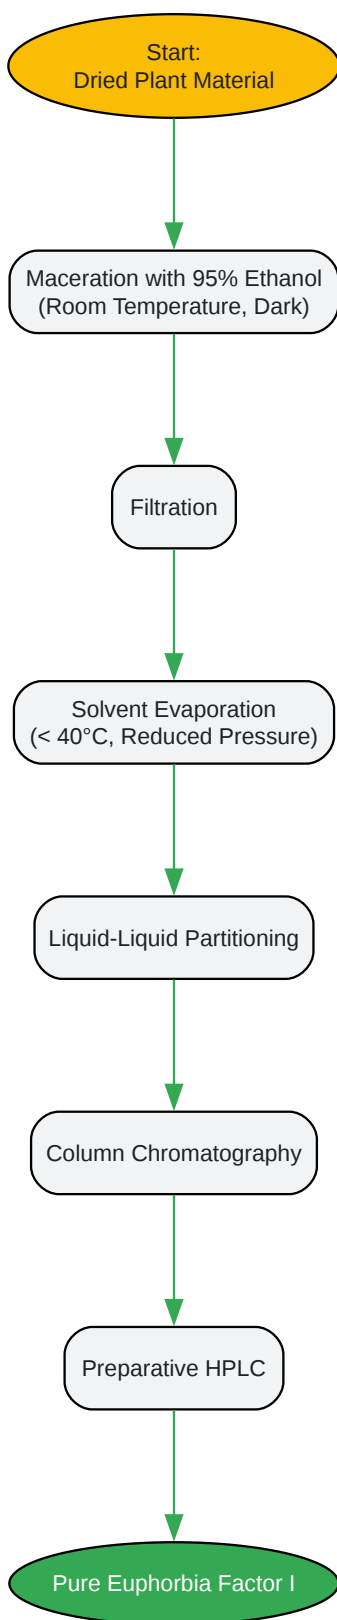 Start:
Dried Plant Material
Maceration with 95% Ethanol
(Room Temperature, Dark)
Filtration
Solvent Evaporation
(< 40°C, Reduced Pressure)
Liquid-Liquid Partitioning
Column Chromatography
Preparative HPLC
Pure Euphorbia Factor I